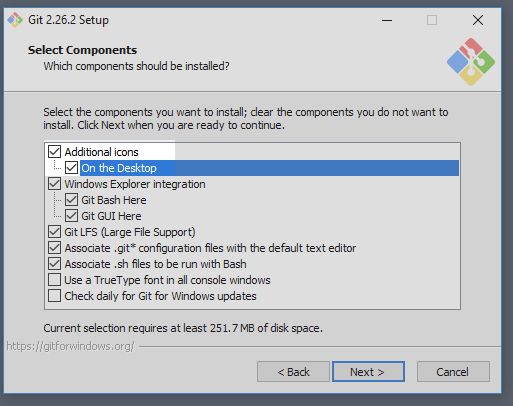 Git 2.26.2 Setup
Select Components
Which components should be installed?
Select the components you want to install; clear the components you do not want to
install. Click Next when you are ready to continue.
Additional icons
On the Desktop
Windows Explorer integration
Git Bash Here
Git GUI Here
Git LFS (Large File Support)
Associate .git* configuration files with the default text editor
Associate .sh files to be run with Bash
Use a TrueType font in all console windows
Check daily for Git for Windows updates
Current selection requires at least 251.7 MB of disk space.
https://gitforwindows.org/
< Back
Next >
Cancel